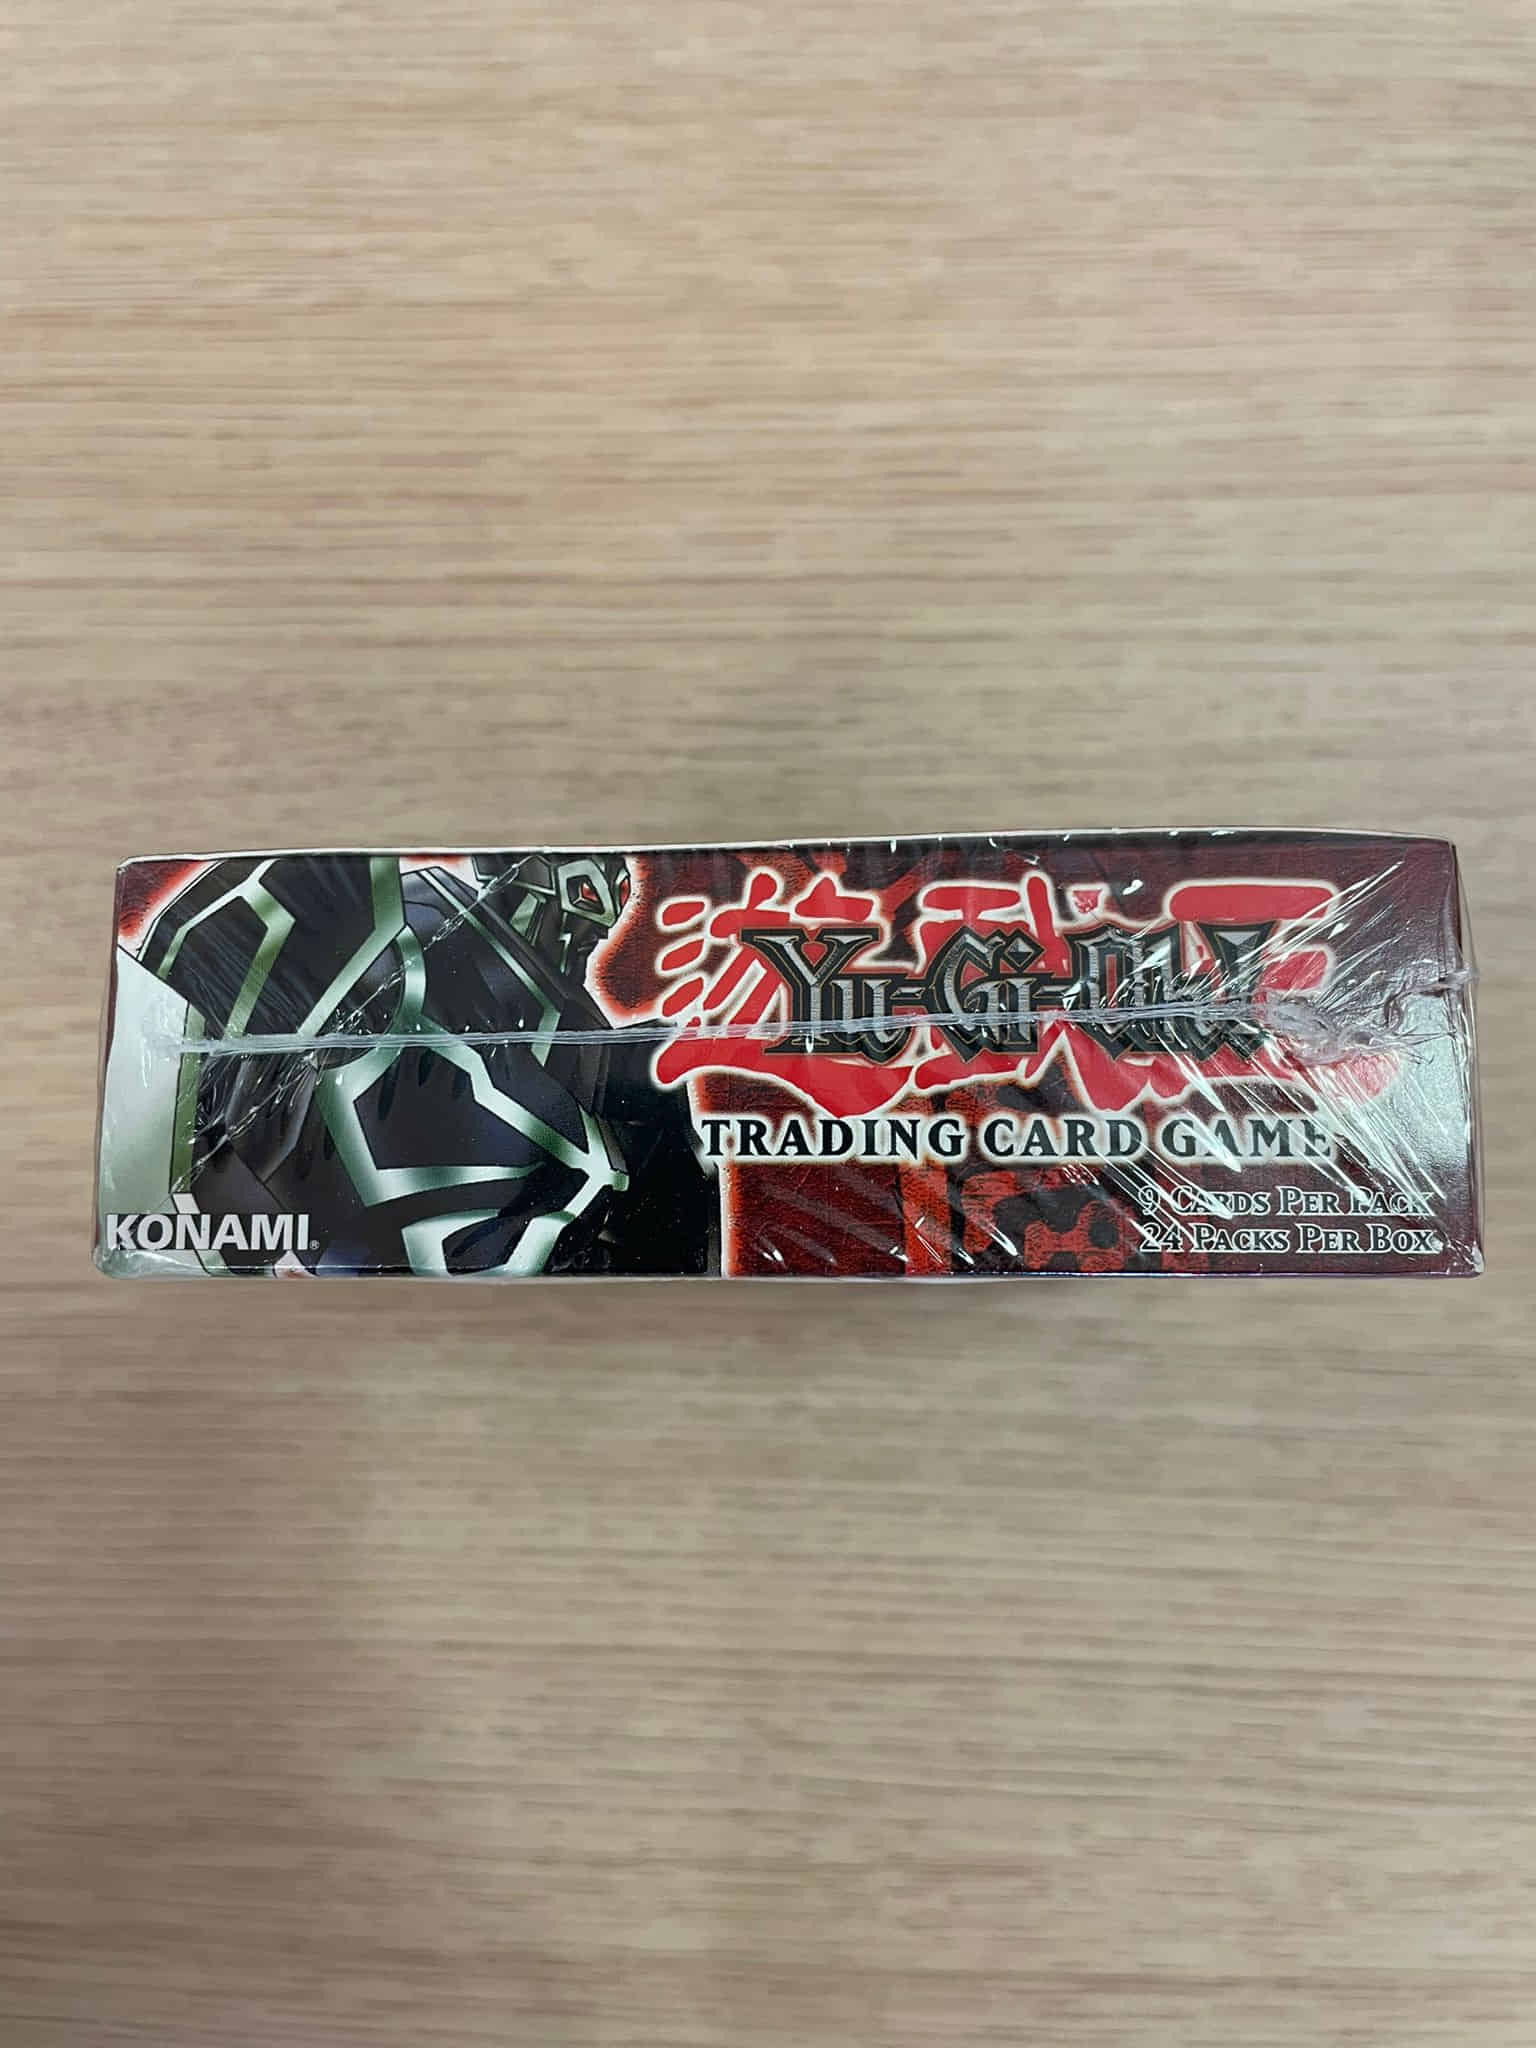 遊戯王
Yu-Gi-Oh!
TRADING CARD GAME
9 CARDS PER PACK
24 PACKS PER BOX
KONAMI®